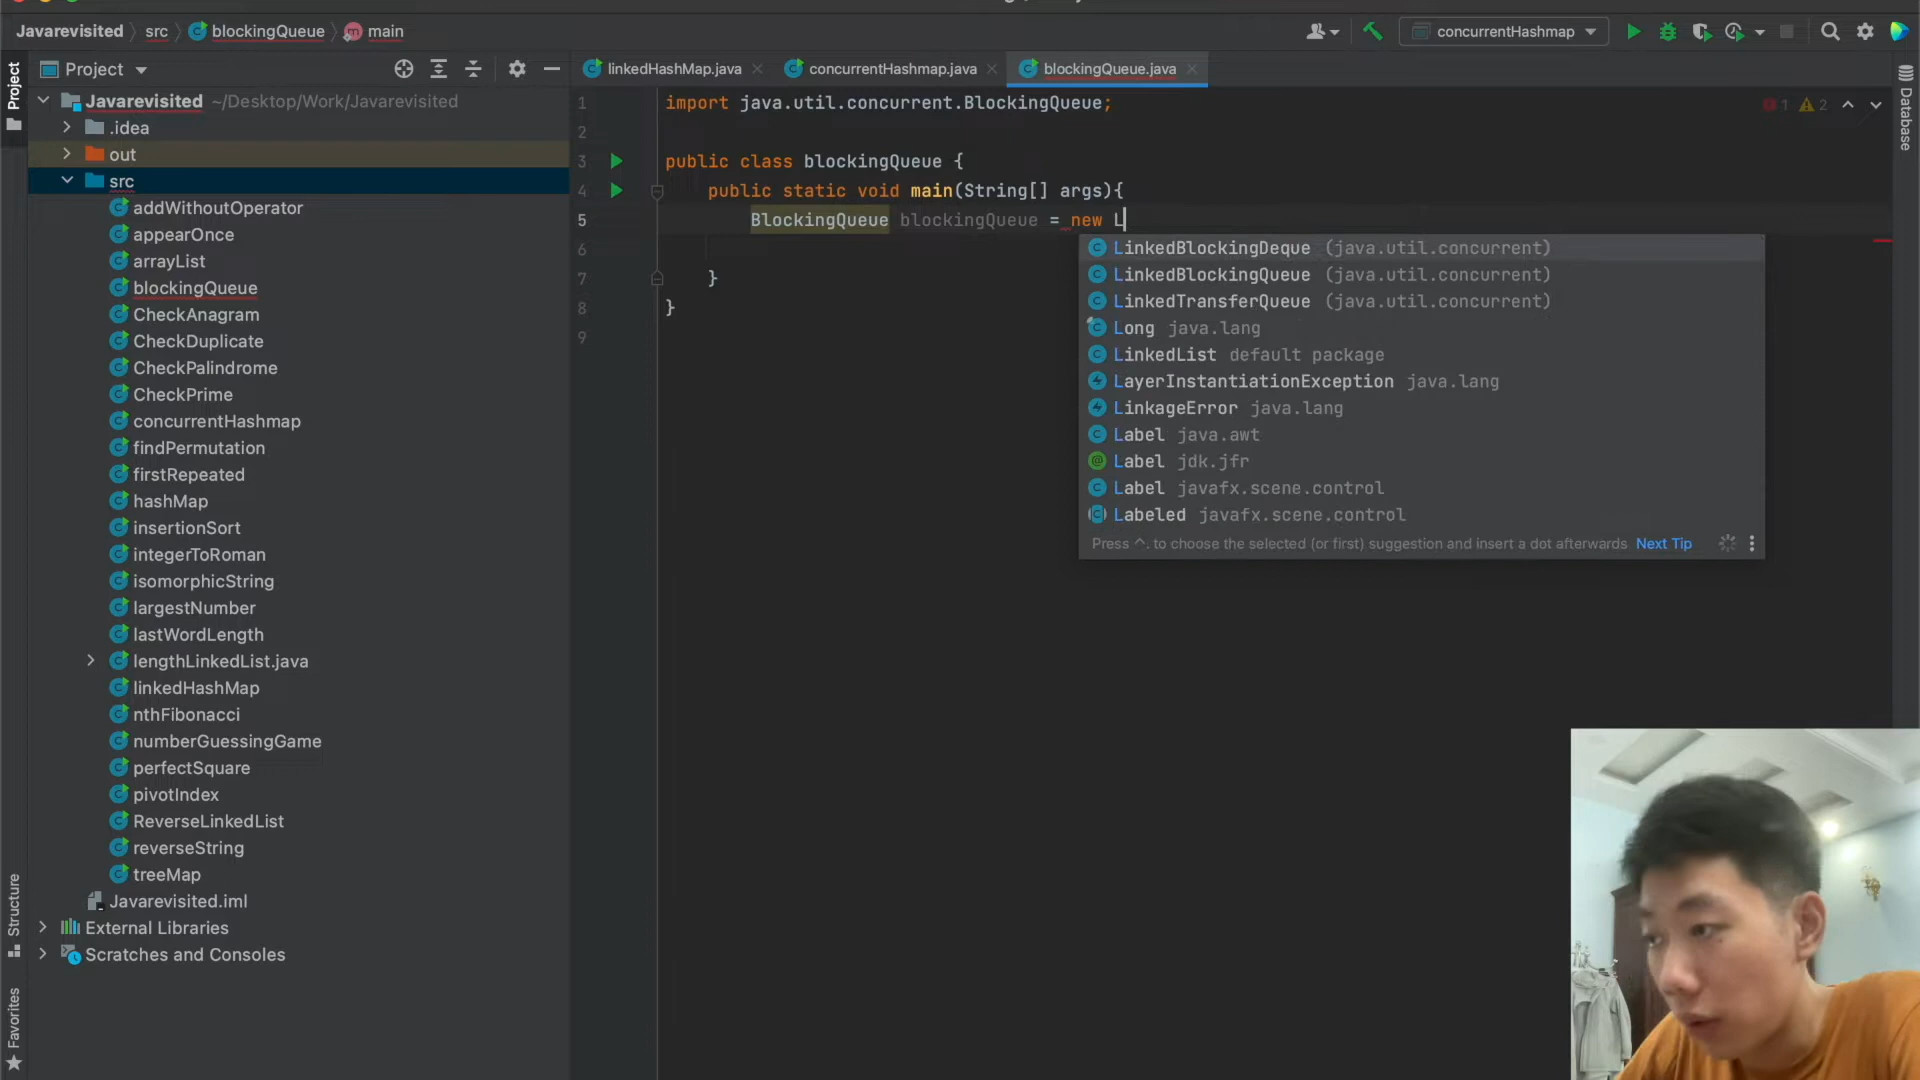 Javarevisited
src
blockingQueue
main
concurrentHashmap
Project
Project
linkedHashMap.java
concurrentHashmap.java
blockingQueue.java
Database
Javarevisited ~/Desktop/Work/Javarevisited
.idea
out
src
addWithoutOperator
appearOnce
arrayList
blockingQueue
CheckAnagram
CheckDuplicate
CheckPalindrome
CheckPrime
concurrentHashmap
findPermutation
firstRepeated
hashMap
insertionSort
integerToRoman
isomorphicString
largestNumber
lastWordLength
lengthLinkedList.java
linkedHashMap
nthFibonacci
numberGuessingGame
perfectSquare
pivotIndex
ReverseLinkedList
reverseString
treeMap
Javarevisited.iml
External Libraries
Scratches and Consoles
Structure
Favorites
1 import java.util.concurrent.BlockingQueue;
1 2
2
3 public class blockingQueue {
4 public static void main(String[] args){
5 BlockingQueue blockingQueue = new L
6
7 }
8 }
9
LinkedBlockingDeque (java.util.concurrent)
LinkedBlockingQueue (java.util.concurrent)
LinkedTransferQueue (java.util.concurrent)
Long java.lang
LinkedList default package
LayerInstantiationException java.lang
LinkageError java.lang
Label java.awt
Label jdk.jfr
Label javafx.scene.control
Labeled javafx.scene.control
Press ^. to choose the selected (or first) suggestion and insert a dot afterwards Next Tip